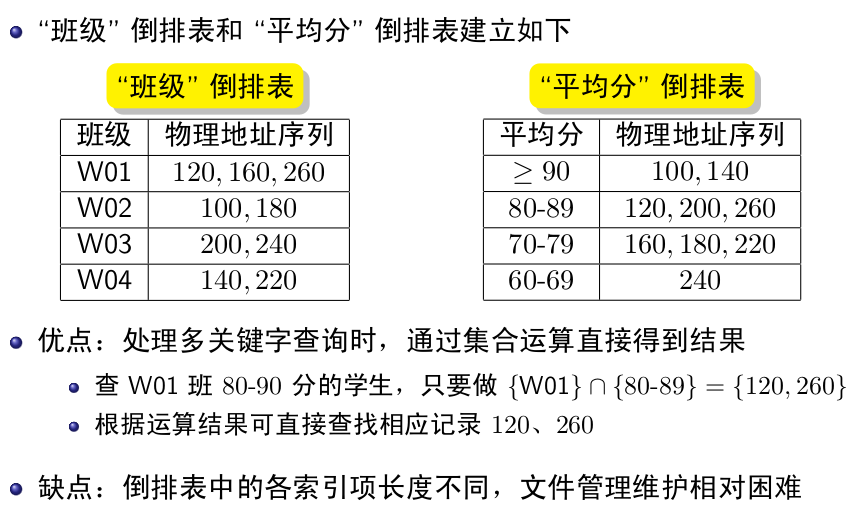 “班级” 倒排表和 “平均分” 倒排表建立如下
“班级” 倒排表
班级 物理地址序列
W01 120, 160, 260
W02 100, 180
W03 200, 240
W04 140, 220
“平均分” 倒排表
平均分 物理地址序列
≥ 90 100, 140
80-89 120, 200, 260
70-79 160, 180, 220
60-69 240
优点：处理多关键字查询时，通过集合运算直接得到结果
查 W01 班 80-90 分的学生，只要做 {W01} ∩ {80-89} = {120, 260}
根据运算结果可直接查找相应记录 120、260
缺点：倒排表中的各索引项长度不同，文件管理维护相对困难